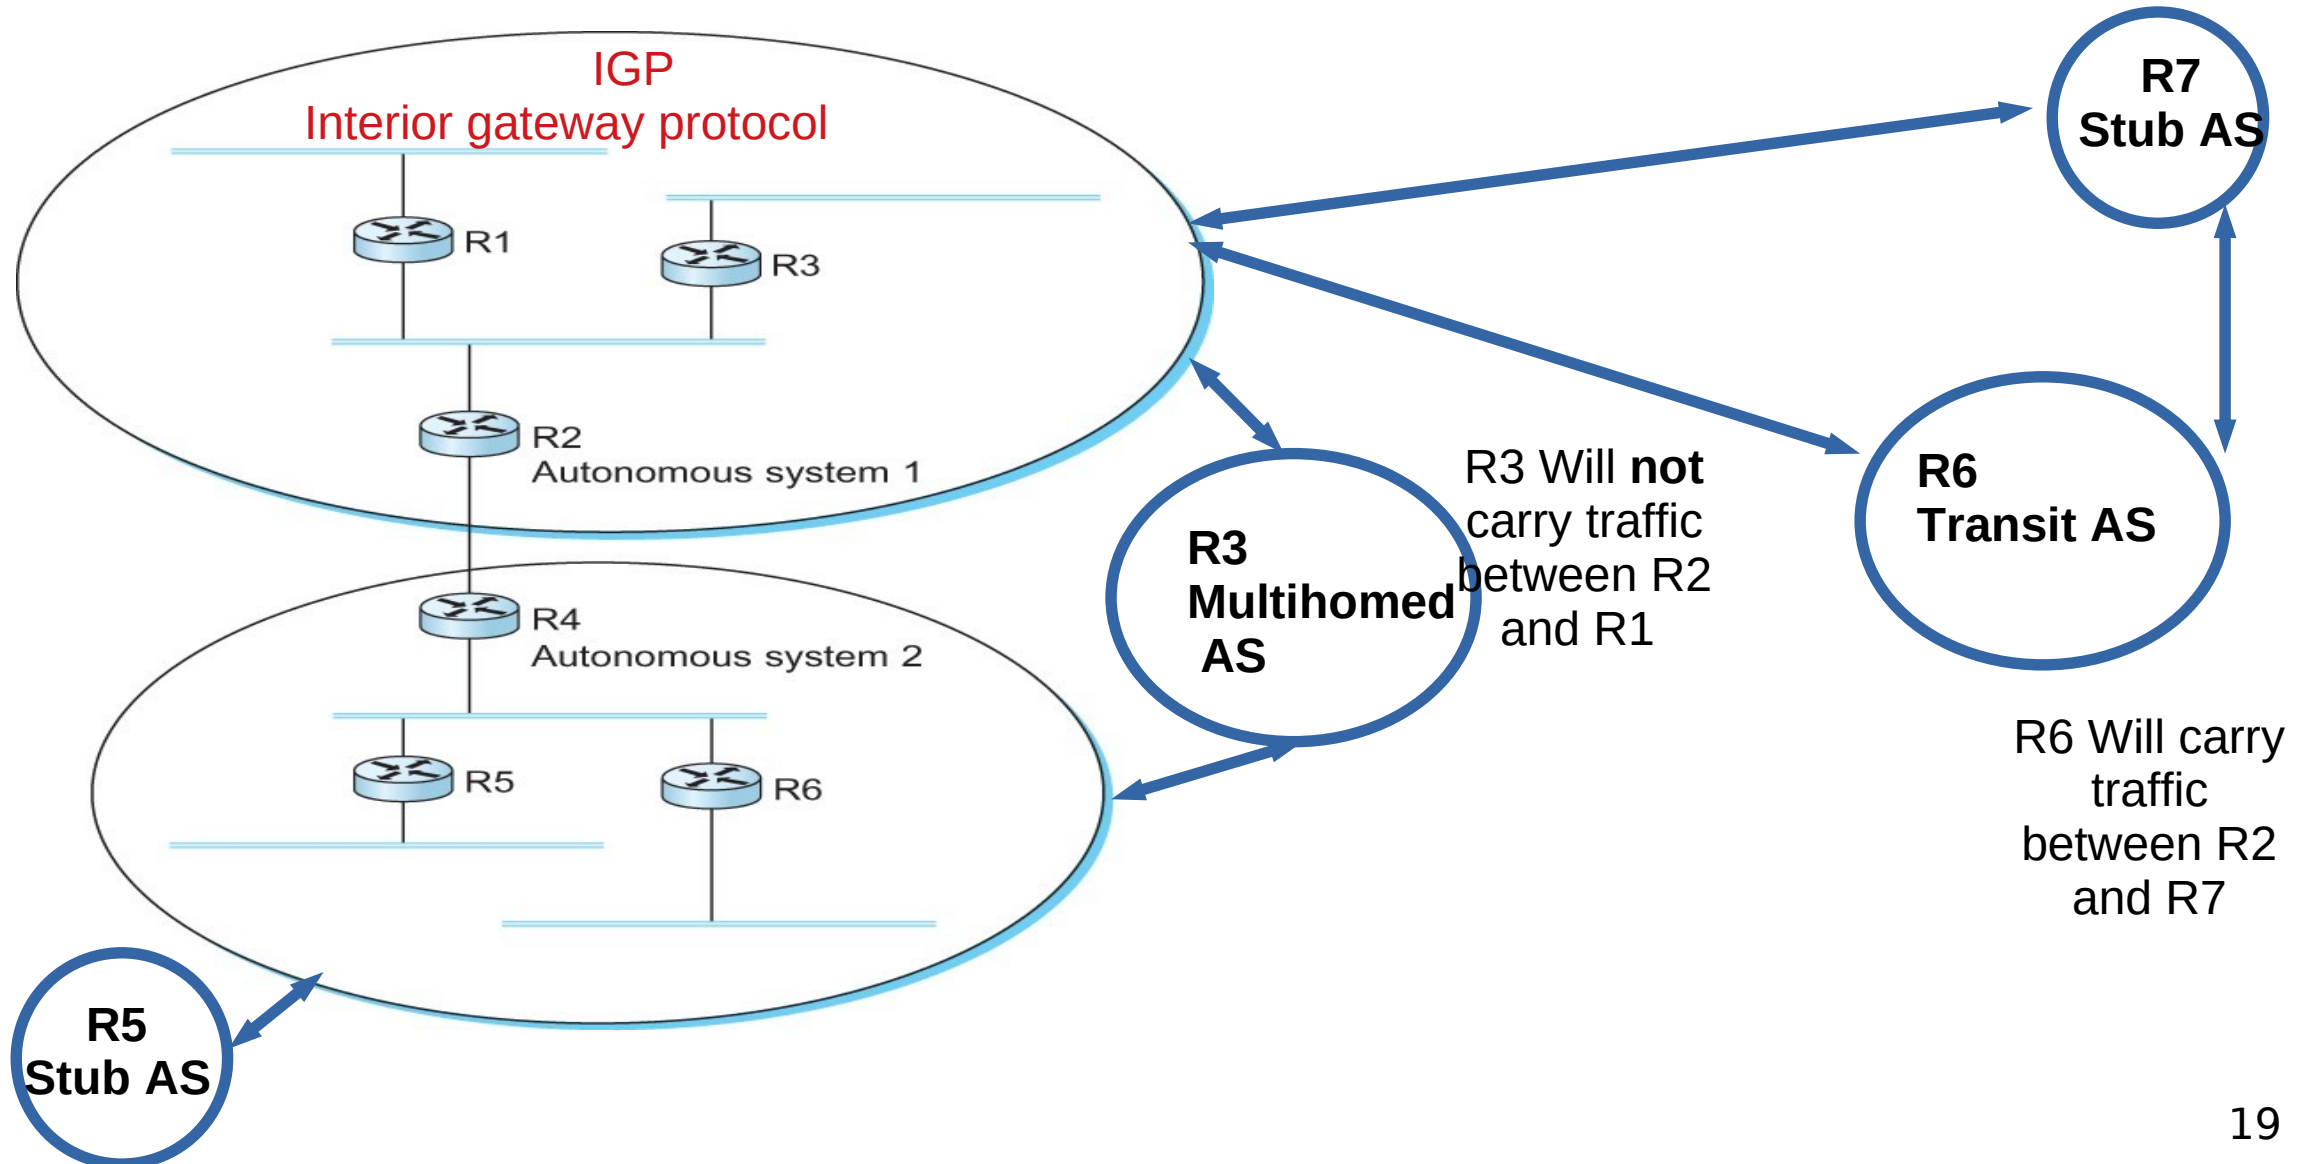 IGP
Interior gateway protocol
R7
Stub AS
R1
R3
R2
Autonomous system 1
R3 Will not
carry traffic
between R2
and R1
R6
Transit AS
R3
Multihomed
AS
R4
Autonomous system 2
R5
R6
R6 Will carry
traffic
between R2
and R7
R5
Stub AS
19